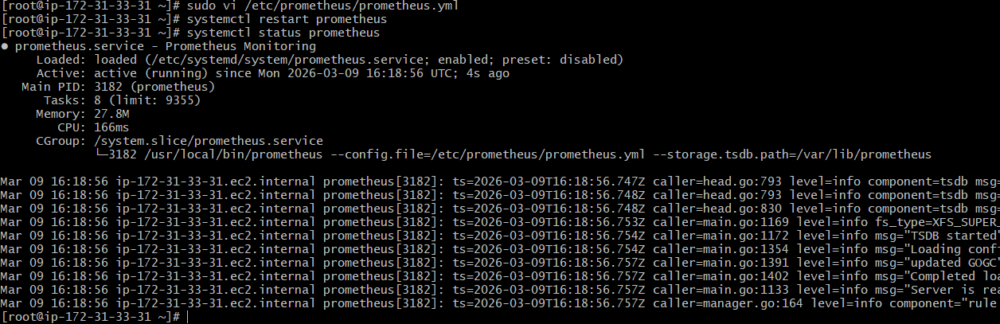 [root@ip-172-31-33-31 ~]# sudo vi /etc/prometheus/prometheus.yml
[root@ip-172-31-33-31 ~]# systemctl restart prometheus
[root@ip-172-31-33-31 ~]# systemctl status prometheus
● prometheus.service - Prometheus Monitoring
     Loaded: loaded (/etc/systemd/system/prometheus.service; enabled; preset: disabled)
     Active: active (running) since Mon 2026-03-09 16:18:56 UTC; 4s ago
   Main PID: 3182 (prometheus)
      Tasks: 8 (limit: 9355)
     Memory: 27.8M
        CPU: 166ms
     CGroup: /system.slice/prometheus.service
             └─3182 /usr/local/bin/prometheus --config.file=/etc/prometheus/prometheus.yml --storage.tsdb.path=/var/lib/prometheus
Mar 09 16:18:56 ip-172-31-33-31.ec2.internal prometheus[3182]: ts=2026-03-09T16:18:56.747Z caller=head.go:793 level=info component=tsdb msg=
Mar 09 16:18:56 ip-172-31-33-31.ec2.internal prometheus[3182]: ts=2026-03-09T16:18:56.748Z caller=head.go:793 level=info component=tsdb msg=
Mar 09 16:18:56 ip-172-31-33-31.ec2.internal prometheus[3182]: ts=2026-03-09T16:18:56.748Z caller=head.go:830 level=info component=tsdb msg=
Mar 09 16:18:56 ip-172-31-33-31.ec2.internal prometheus[3182]: ts=2026-03-09T16:18:56.753Z caller=main.go:1169 level=info fs_type=XFS_SUPER_
Mar 09 16:18:56 ip-172-31-33-31.ec2.internal prometheus[3182]: ts=2026-03-09T16:18:56.754Z caller=main.go:1172 level=info msg="TSDB started"
Mar 09 16:18:56 ip-172-31-33-31.ec2.internal prometheus[3182]: ts=2026-03-09T16:18:56.754Z caller=main.go:1354 level=info msg="Loading confi
Mar 09 16:18:56 ip-172-31-33-31.ec2.internal prometheus[3182]: ts=2026-03-09T16:18:56.757Z caller=main.go:1391 level=info msg="updated GOGC"
Mar 09 16:18:56 ip-172-31-33-31.ec2.internal prometheus[3182]: ts=2026-03-09T16:18:56.757Z caller=main.go:1402 level=info msg="Completed loa
Mar 09 16:18:56 ip-172-31-33-31.ec2.internal prometheus[3182]: ts=2026-03-09T16:18:56.757Z caller=main.go:1133 level=info msg="Server is rea
Mar 09 16:18:56 ip-172-31-33-31.ec2.internal prometheus[3182]: ts=2026-03-09T16:18:56.757Z caller=manager.go:164 level=info component="rule
[root@ip-172-31-33-31 ~]#